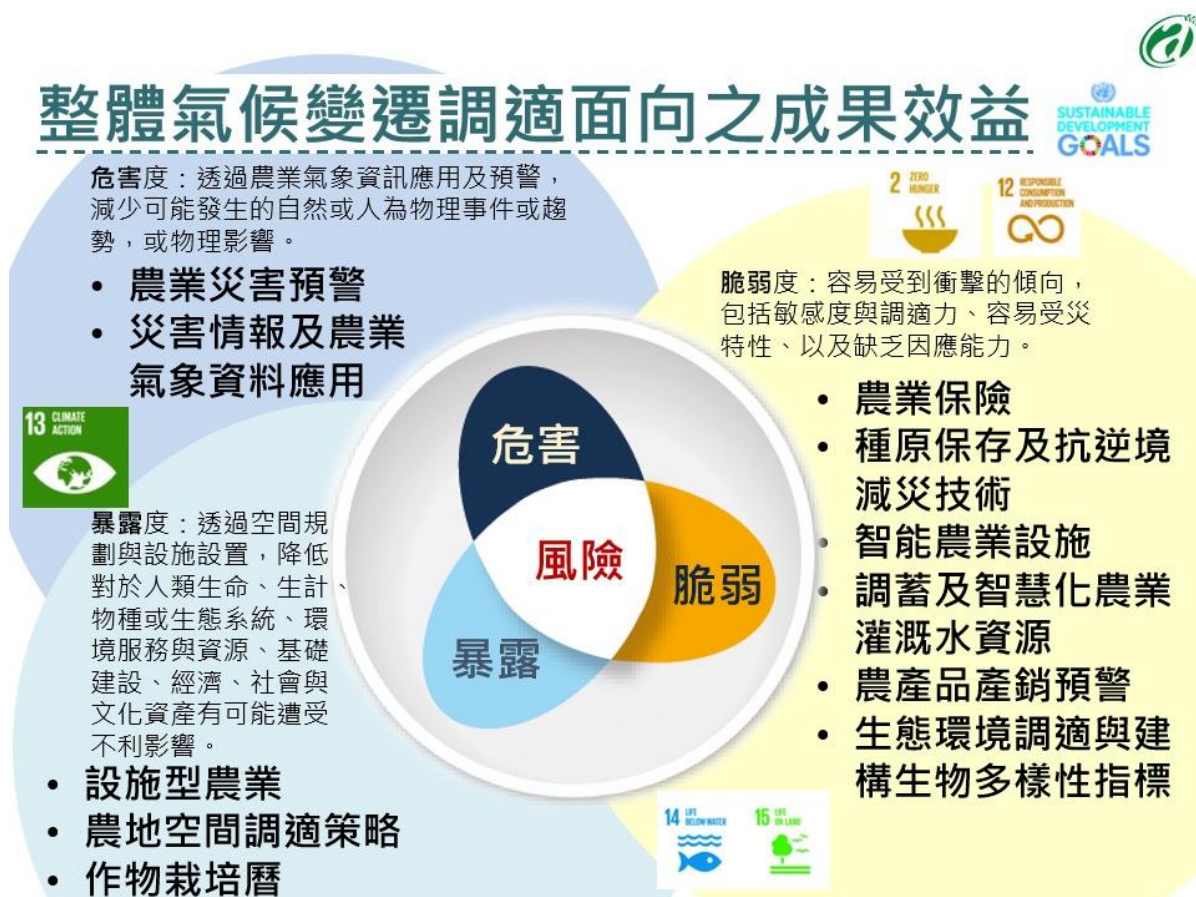 整體氣候變遷調適面向之成果效益
SUSTAINABLE
DEVELOPMENT
GOALS
危害度：透過農業氣象資訊應用及預警，
減少可能發生的自然或人為物理事件或趨
勢，或物理影響。
• 農業災害預警
• 災害情報及農業
氣象資料應用
13 CLIMATE
ACTION
暴露度：透過空間規
劃與設施設置，降低
對於人類生命、生計、
物種或生態系統、環
境服務與資源、基礎
建設、經濟、社會與
文化資產有可能遭受
不利影響。
• 設施型農業
• 農地空間調適策略
• 作物栽培曆
危害
風險
脆弱
暴露
2 ZERO
HUNGER
12 RESPONSIBLE
CONSUMPTION
AND PRODUCTION
脆弱度：容易受到衝擊的傾向，
包括敏感度與調適力、容易受災
特性、以及缺乏因應能力。
• 農業保險
• 種原保存及抗逆境
減災技術
• 智能農業設施
• 調蓄及智慧化農業
灌溉水資源
• 農產品產銷預警
• 生態環境調適與建
構生物多樣性指標
14 LIFE
BELOW WATER
15 LIFE
ON LAND